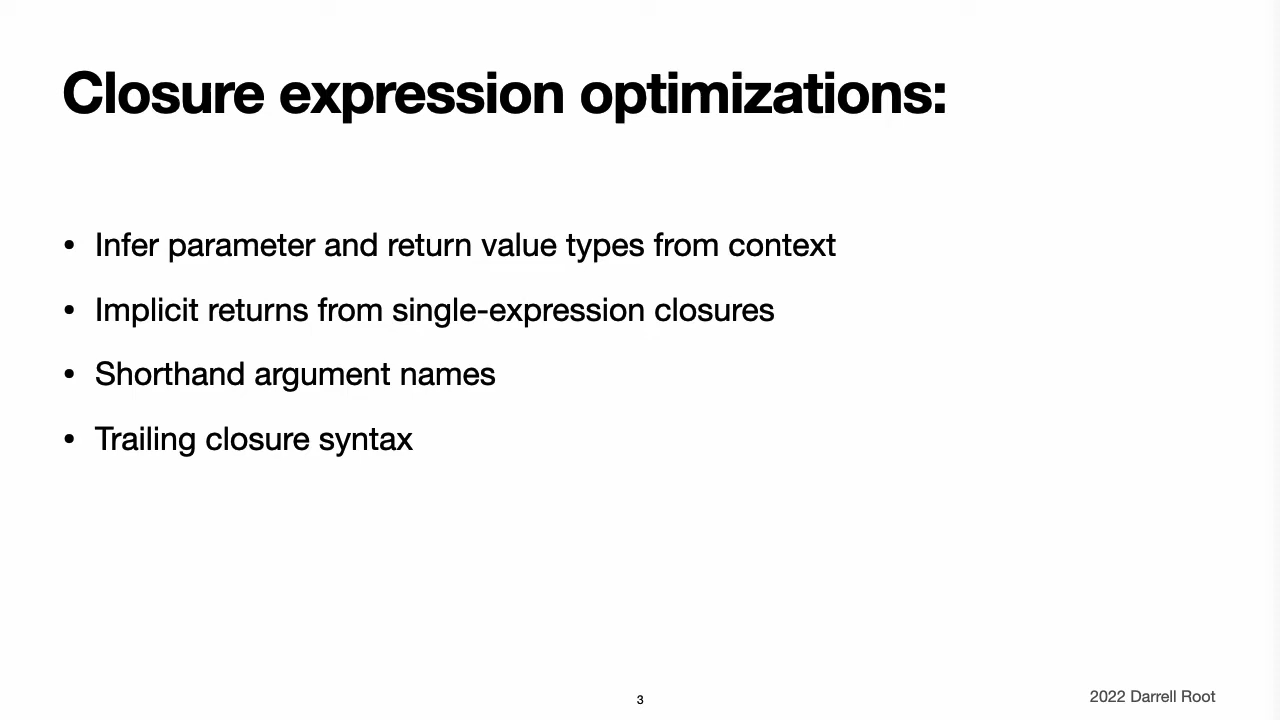 Closure expression optimizations:
• Infer parameter and return value types from context
• Implicit returns from single-expression closures
• Shorthand argument names
• Trailing closure syntax
3
2022 Darrell Root